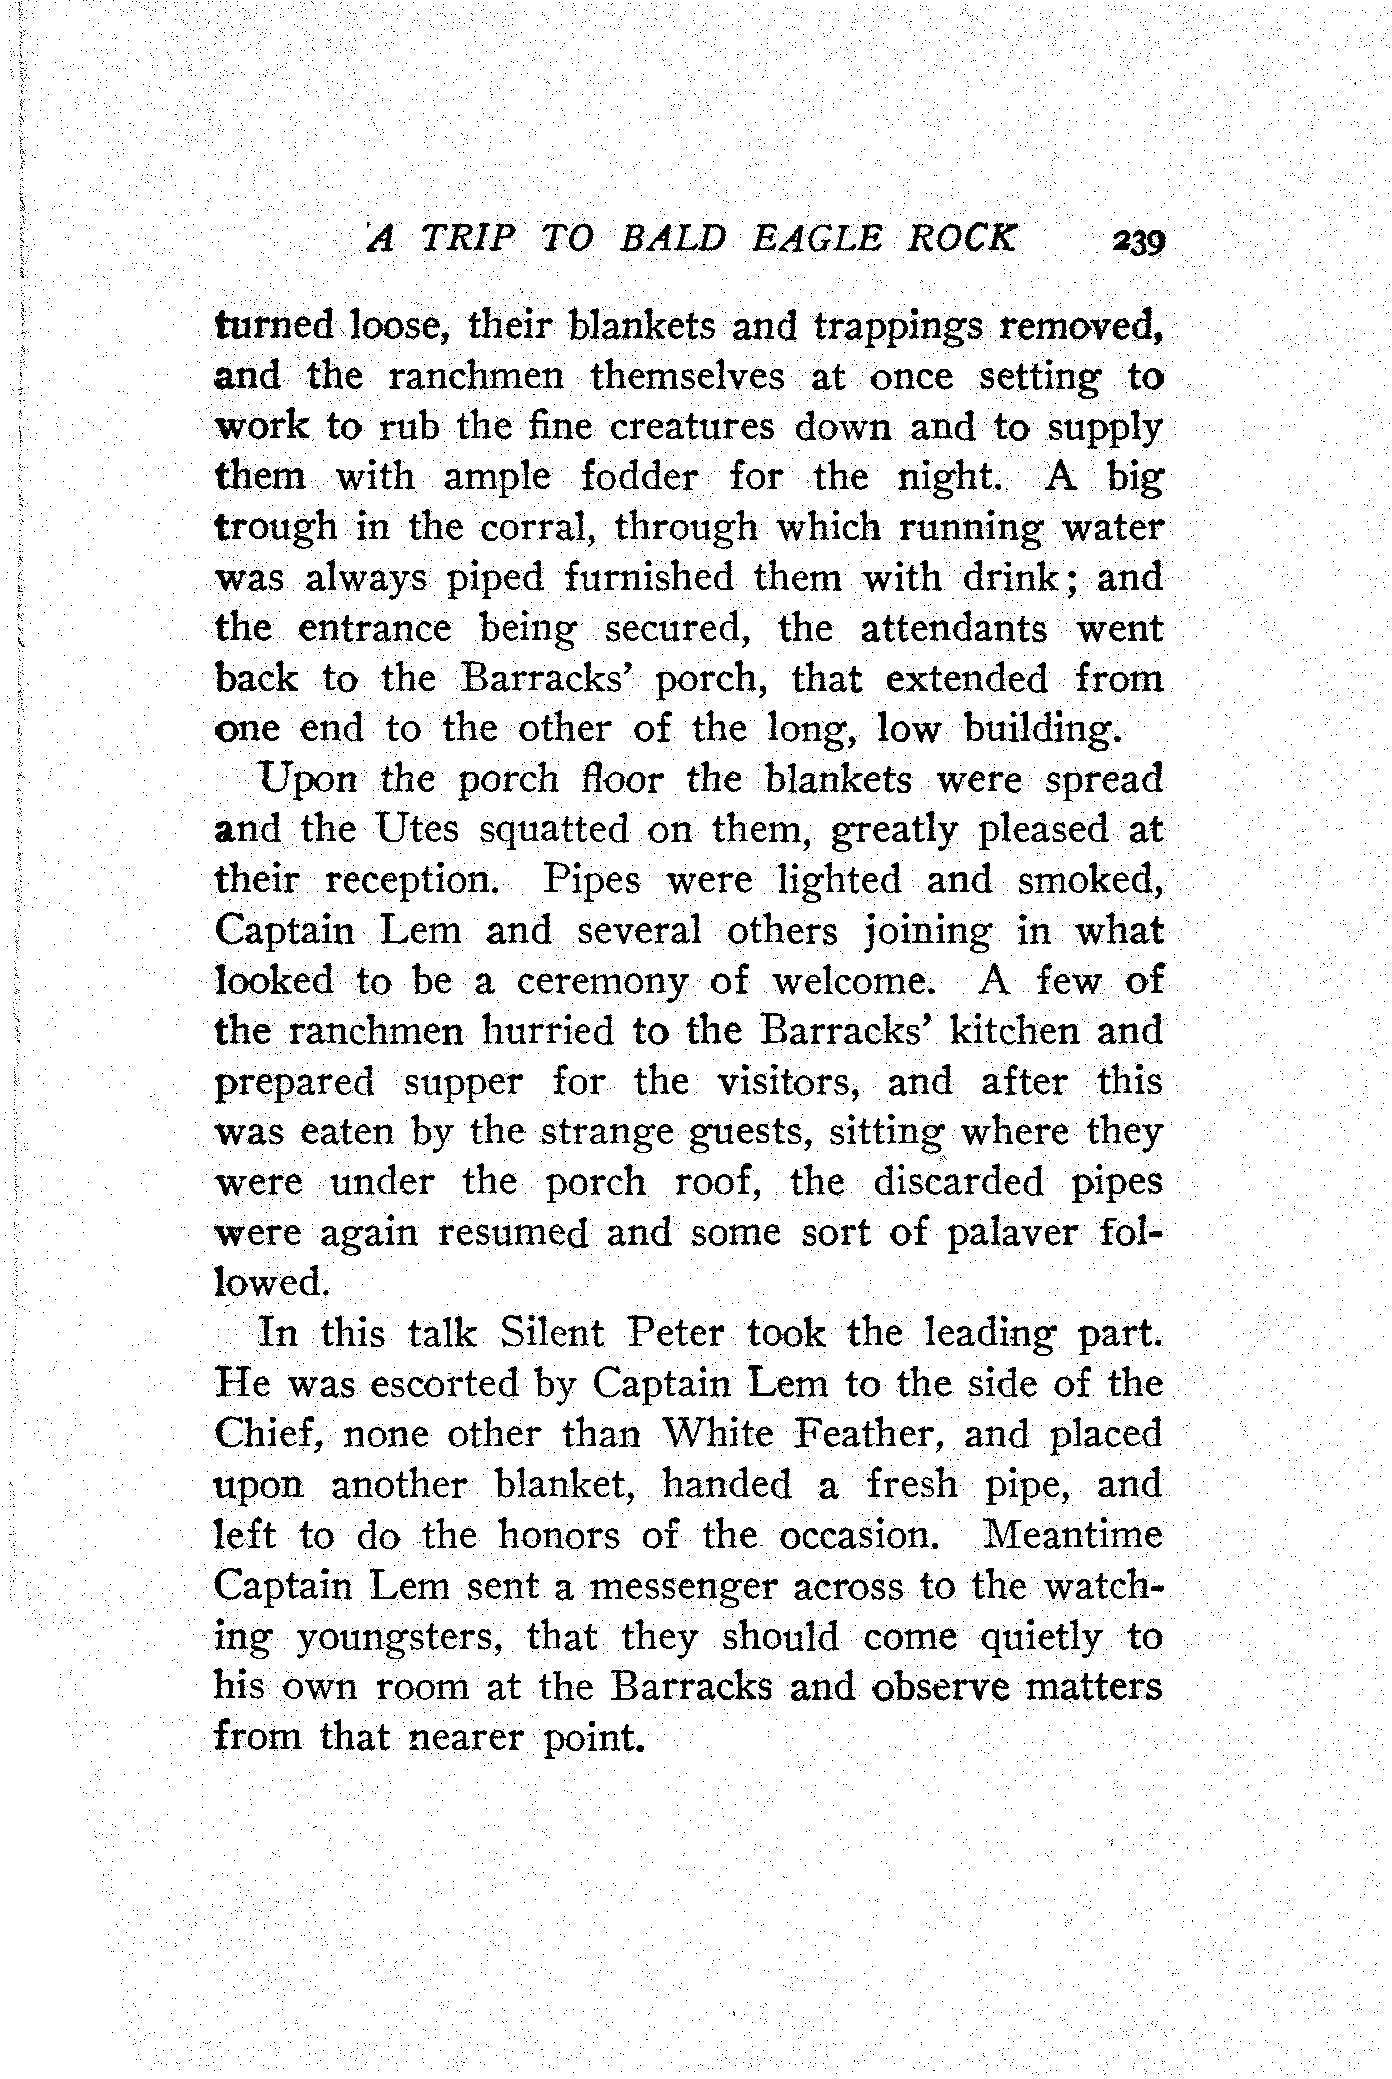 A TRIP TO BALD EAGLE ROCK 239
turned loose, their blankets and trappings removed,
and the ranchmen themselves at once setting to
work to rub the fine creatures down and to supply
them with ample fodder for the night. A big
trough in the corral, through which running water
was always piped furnished them with drink; and
the entrance being secured, the attendants went
back to the Barracks’ porch, that extended from
one end to the other of the long, low building.
Upon the porch floor the blankets were spread
and the Utes squatted on them, greatly pleased at
their reception. Pipes were lighted and smoked,
Captain Lem and several others joining in what
looked to be a ceremony of welcome. A few of
the ranchmen hurried to the Barracks’ kitchen and
prepared supper for the visitors, and after this
was eaten by the strange guests, sitting where they
were under the porch roof, the discarded pipes
were again resumed and some sort of palaver fol-
lowed.
In this talk Silent Peter took the leading part.
He was escorted by Captain Lem to the side of the
Chief, none other than White Feather, and placed
upon another blanket, handed a fresh pipe, and
left to do the honors of the occasion. Meantime
Captain Lem sent a messenger across to the watch-
ing youngsters, that they should come quietly to
his own room at the Barracks and observe matters
from that nearer point.